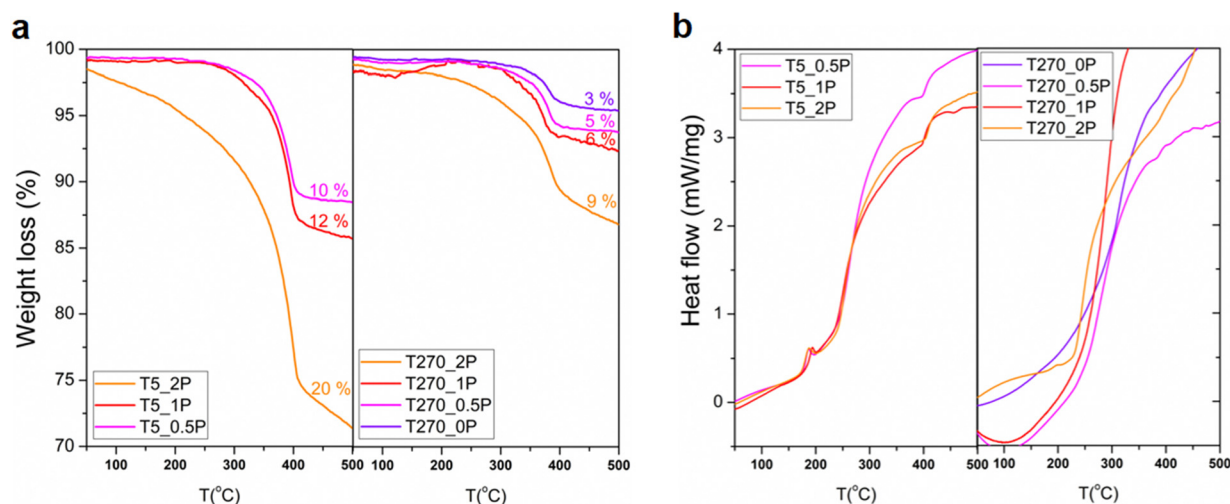 a
Weight loss (%)
100
95
90
85
80
75
70
10 %
12 %
20 %
T5_2P
T5_1P
T5_0.5P
100
200
300
400
500
T(°C)
3 %
5 %
6 %
9 %
T270_2P
T270_1P
T270_0.5P
T270_0P
100
200
300
400
500
T(°C)
b
Heat flow (mW/mg)
4
3
2
1
0
T5_0.5P
T5_1P
T5_2P
100
200
300
400
500
T(°C)
T270_0P
T270_0.5P
T270_1P
T270_2P
100
200
300
400
500
T(°C)